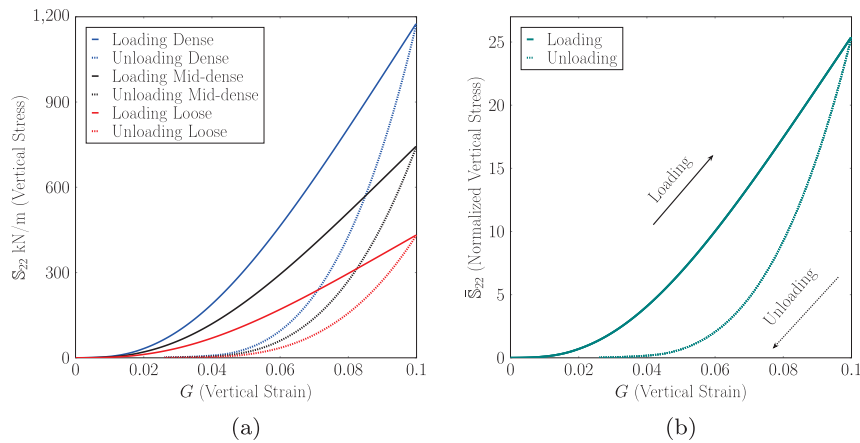 1,200
900
600
300
0
𝕊22 kN/m (Vertical Stress)
Loading Dense
Unloading Dense
Loading Mid-dense
Unloading Mid-dense
Loading Loose
Unloading Loose
0 0.02 0.04 0.06 0.08 0.1
G (Vertical Strain)
(a)
25
20
15
10
5
0
𝕊̄22 (Normalized Vertical Stress)
Loading
Unloading
Loading
Unloading
0 0.02 0.04 0.06 0.08 0.1
G (Vertical Strain)
(b)